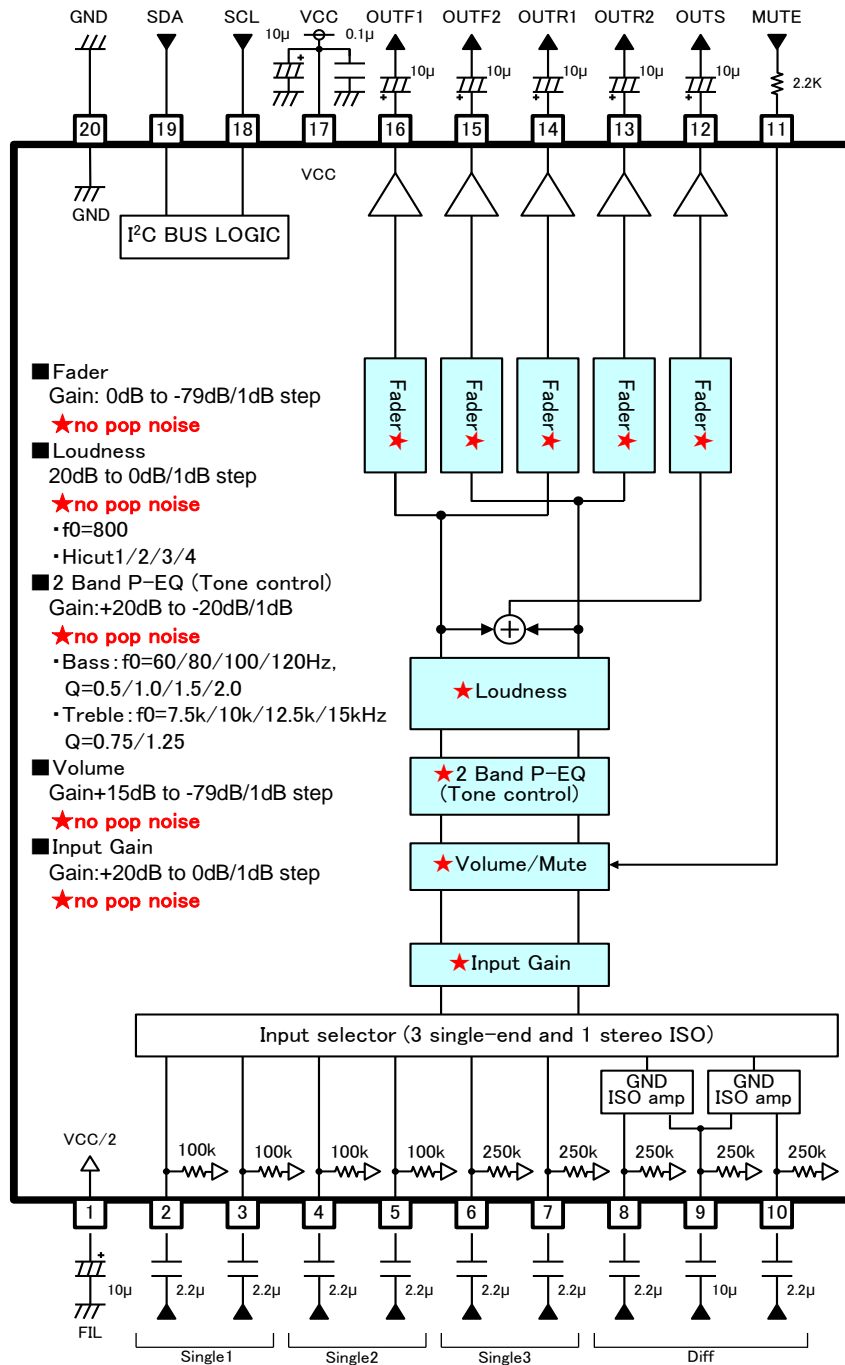 GND SDA SCL VCC OUTF1 OUTF2 OUTR1 OUTR2 OUTS MUTE
10μ 0.1μ 10μ 10μ 10μ 10μ 10μ 2.2K
20 19 18 17 16 15 14 13 12 11
VCC
GND
I²C BUS LOGIC
Fader★ Fader★ Fader★ Fader★ Fader★
■Fader
Gain: 0dB to -79dB/1dB step
★no pop noise
■Loudness
20dB to 0dB/1dB step
★no pop noise
・f0=800
・Hicut1/2/3/4
■2 Band P-EQ (Tone control)
Gain:+20dB to -20dB/1dB
★no pop noise
・Bass:f0=60/80/100/120Hz,
Q=0.5/1.0/1.5/2.0
・Treble:f0=7.5k/10k/12.5k/15kHz
Q=0.75/1.25
■Volume
Gain+15dB to -79dB/1dB step
★no pop noise
■Input Gain
Gain:+20dB to 0dB/1dB step
★no pop noise
★Loudness
★2 Band P-EQ
(Tone control)
★Volume/Mute
★Input Gain
Input selector (3 single-end and 1 stereo ISO)
GND
ISO amp
GND
ISO amp
VCC/2
100k 100k 100k 100k 250k 250k 250k 250k 250k
1 2 3 4 5 6 7 8 9 10
10μ 2.2μ 2.2μ 2.2μ 2.2μ 2.2μ 2.2μ 2.2μ 10μ 2.2μ
FIL
Single1 Single2 Single3 Diff